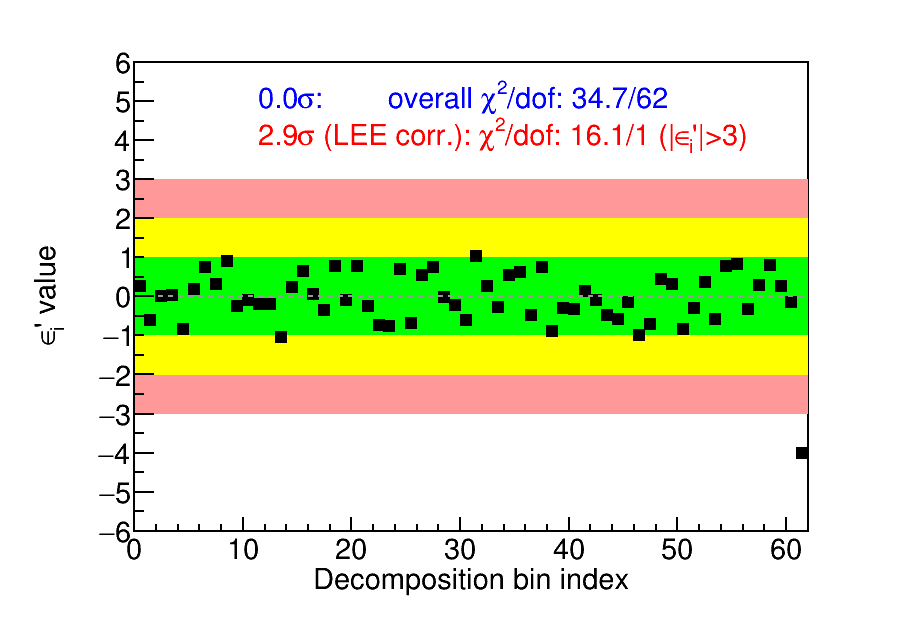 0.0σ: overall χ²/dof: 34.7/62
2.9σ (LEE corr.): χ²/dof: 16.1/1 (|ϵᵢ'|>3)
ϵᵢ' value
6
5
4
3
2
1
0
−1
−2
−3
−4
−5
−6
0 10 20 30 40 50 60
Decomposition bin index